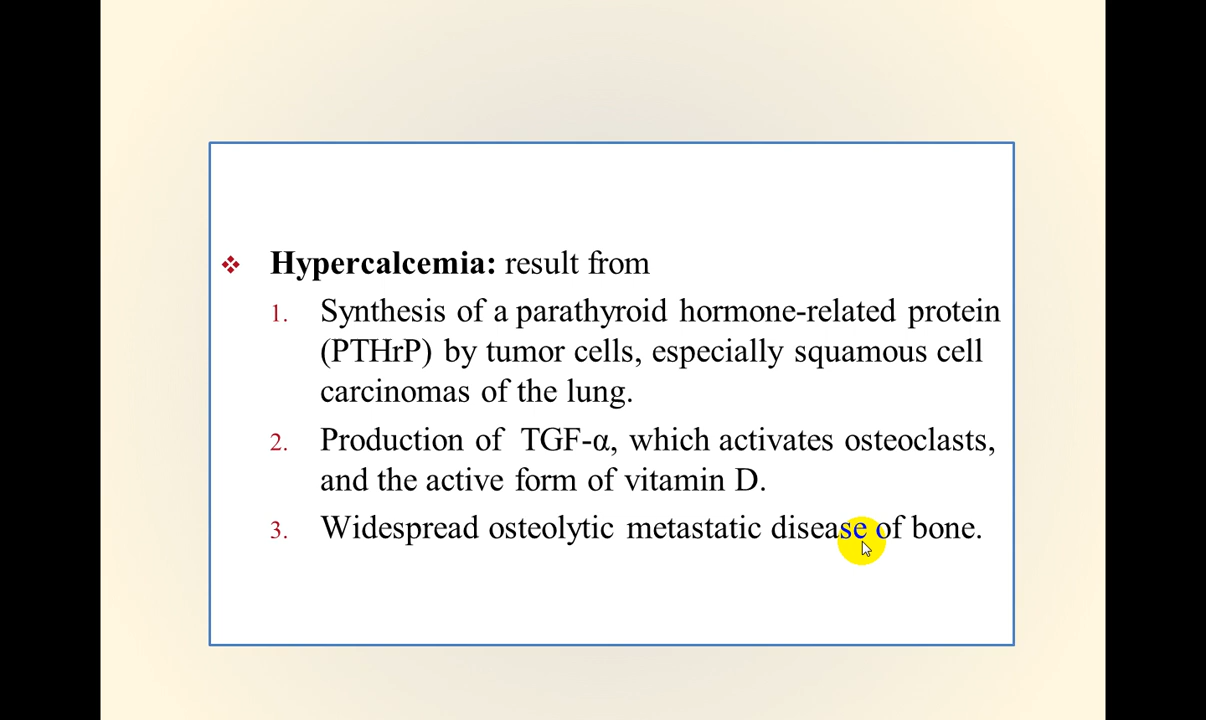 ❖ Hypercalcemia: result from
1. Synthesis of a parathyroid hormone-related protein
(PTHrP) by tumor cells, especially squamous cell
carcinomas of the lung.
2. Production of TGF-α, which activates osteoclasts,
and the active form of vitamin D.
3. Widespread osteolytic metastatic disease of bone.